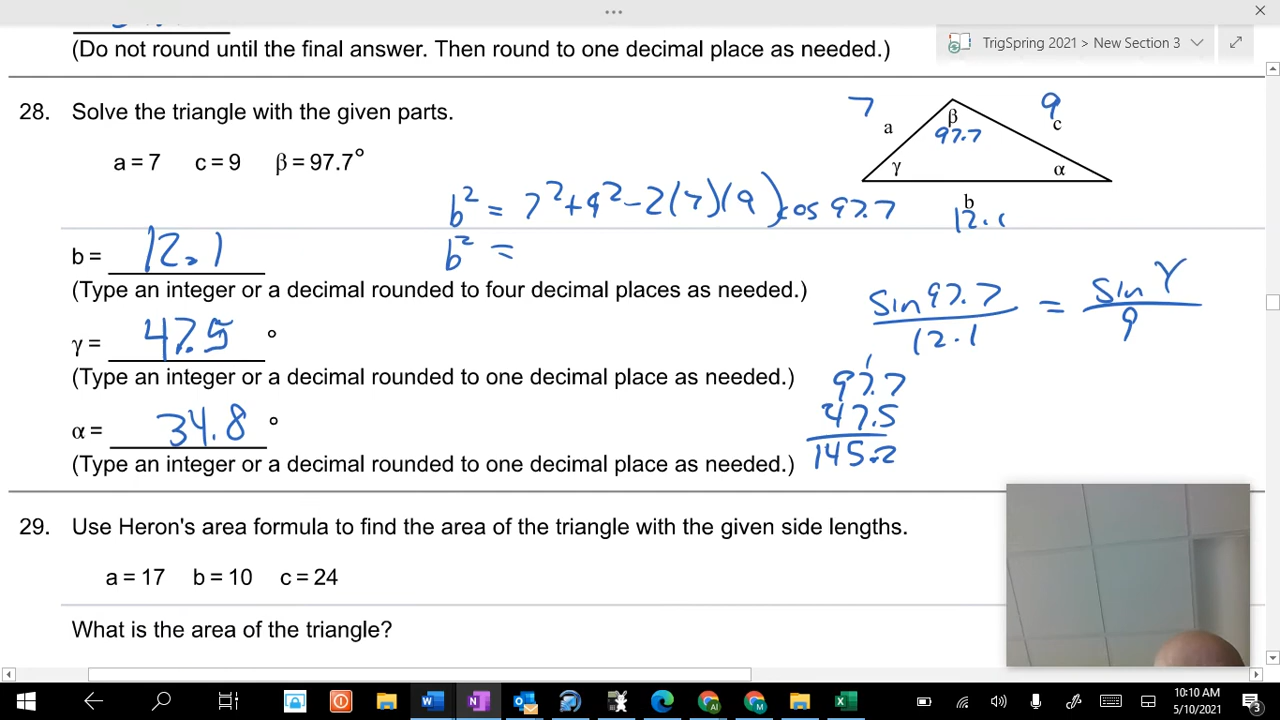 (Do not round until the final answer. Then round to one decimal place as needed.)
TrigSpring 2021 > New Section 3
28. Solve the triangle with the given parts.
a = 7 c = 9 β = 97.7°
7 a
9 c
β
97.7
γ
α
b
12.1
b² = 7² + 9² - 2(7)(9) cos 97.7
b² =
b = 12.1
(Type an integer or a decimal rounded to four decimal places as needed.)
sin 97.7 / 12.1 = sin γ / 9
γ = 47.5 °
(Type an integer or a decimal rounded to one decimal place as needed.)
1
97.7
47.5
145.2
α = 34.8 °
(Type an integer or a decimal rounded to one decimal place as needed.)
29. Use Heron's area formula to find the area of the triangle with the given side lengths.
a = 17 b = 10 c = 24
What is the area of the triangle?
10:10 AM
5/10/2021
3